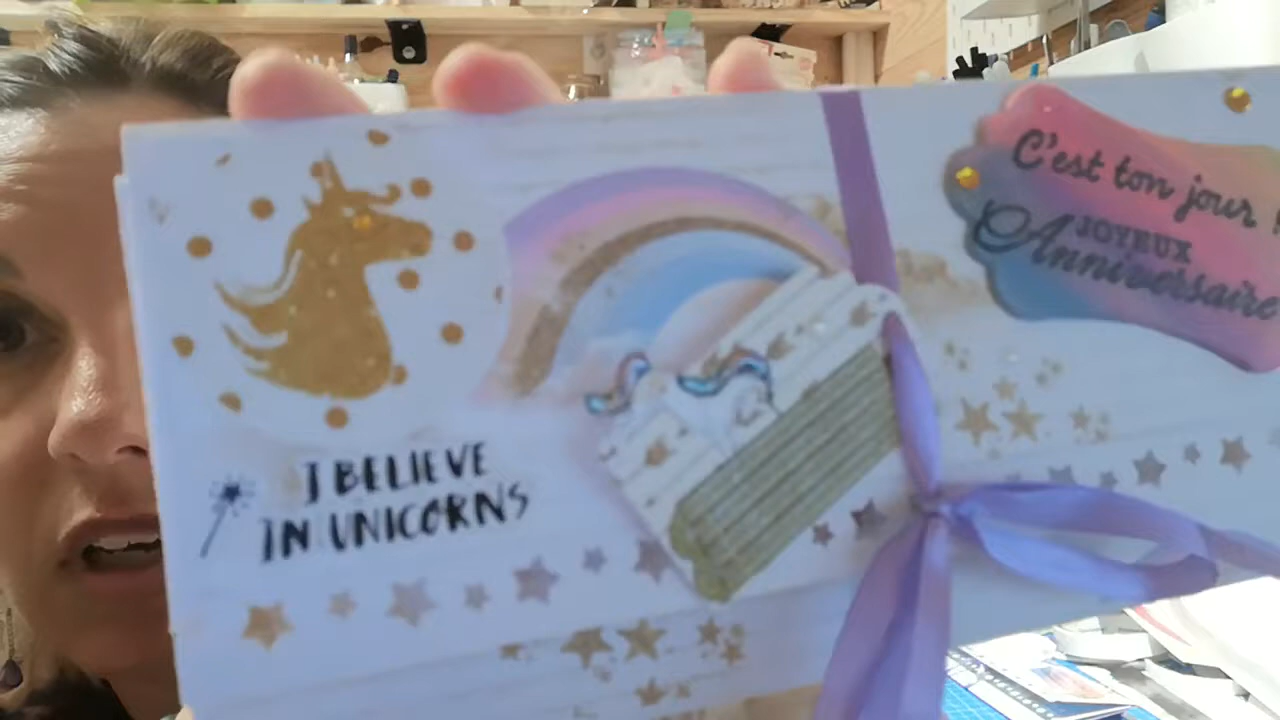 I BELIEVE
IN UNICORNS
C'est ton jour !
JOYEUX
Anniversaire